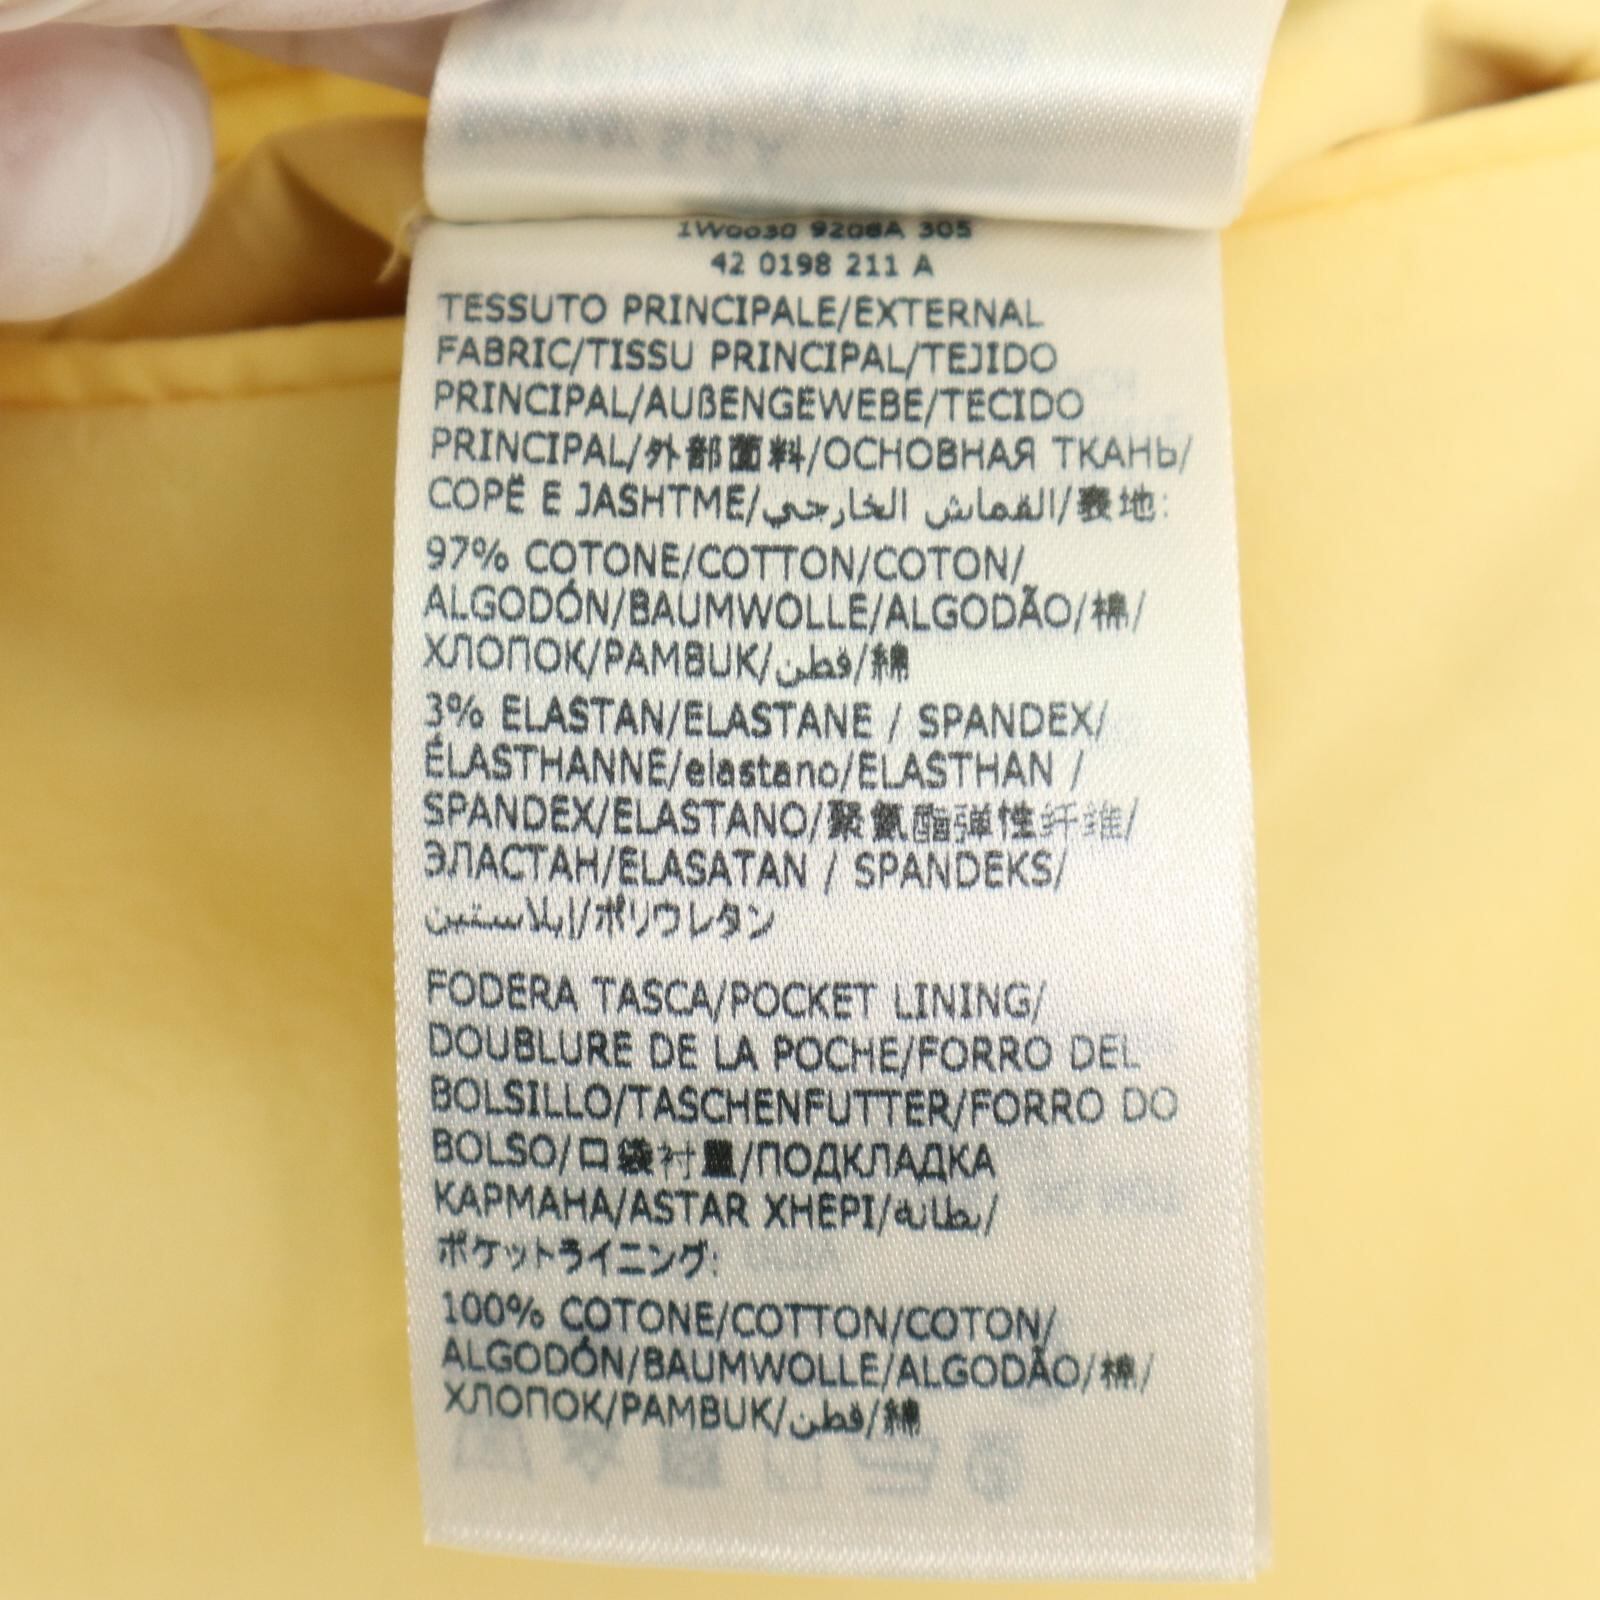 1W0030 9208A 305
42 0198 211 A
TESSUTO PRINCIPALE/EXTERNAL
FABRIC/TISSU PRINCIPAL/TEJIDO
PRINCIPAL/AUßENGEWEBE/TECIDO
PRINCIPAL/外部面料/ОСНОВНАЯ ТКАНЬ/
COPË E JASHTME/القماش الخارجي/表地:
97% COTONE/COTTON/COTON/
ALGODÓN/BAUMWOLLE/ALGODÃO/棉/
ХЛОПОК/PAMBUK/قطن/綿
3% ELASTAN/ELASTANE / SPANDEX/
ÉLASTHANNE/elastano/ELASTHAN /
SPANDEX/ELASTANO/聚氨酯弹性纤维/
ЭЛАСТАН/ELASATAN / SPANDEKS/
إيلاستين/ポリウレタン
FODERA TASCA/POCKET LINING/
DOUBLURE DE LA POCHE/FORRO DEL
BOLSILLO/TASCHENFUTTER/FORRO DO
BOLSO/口袋衬里/ПОДКЛАДКА
КАРМАНА/ASTAR XHEPI/بطانة/
ポケットライニング:
100% COTONE/COTTON/COTON/
ALGODÓN/BAUMWOLLE/ALGODÃO/棉/
ХЛОПОК/PAMBUK/قطن/綿